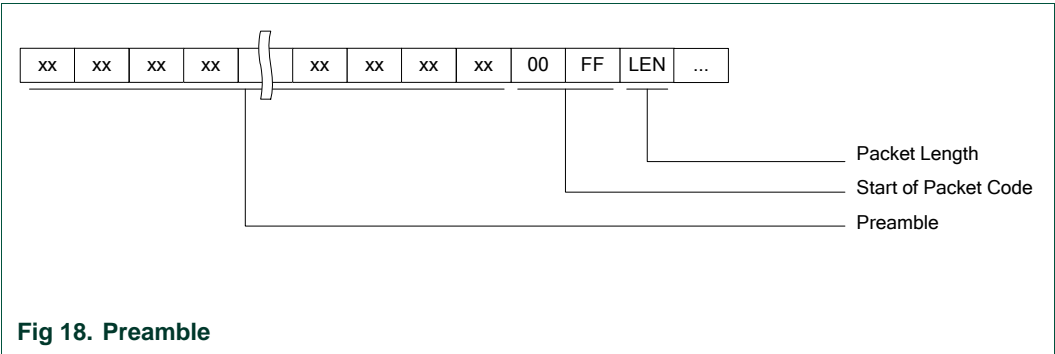 xx xx xx xx xx xx xx xx 00 FF LEN ...
Packet Length
Start of Packet Code
Preamble
Fig 18. Preamble